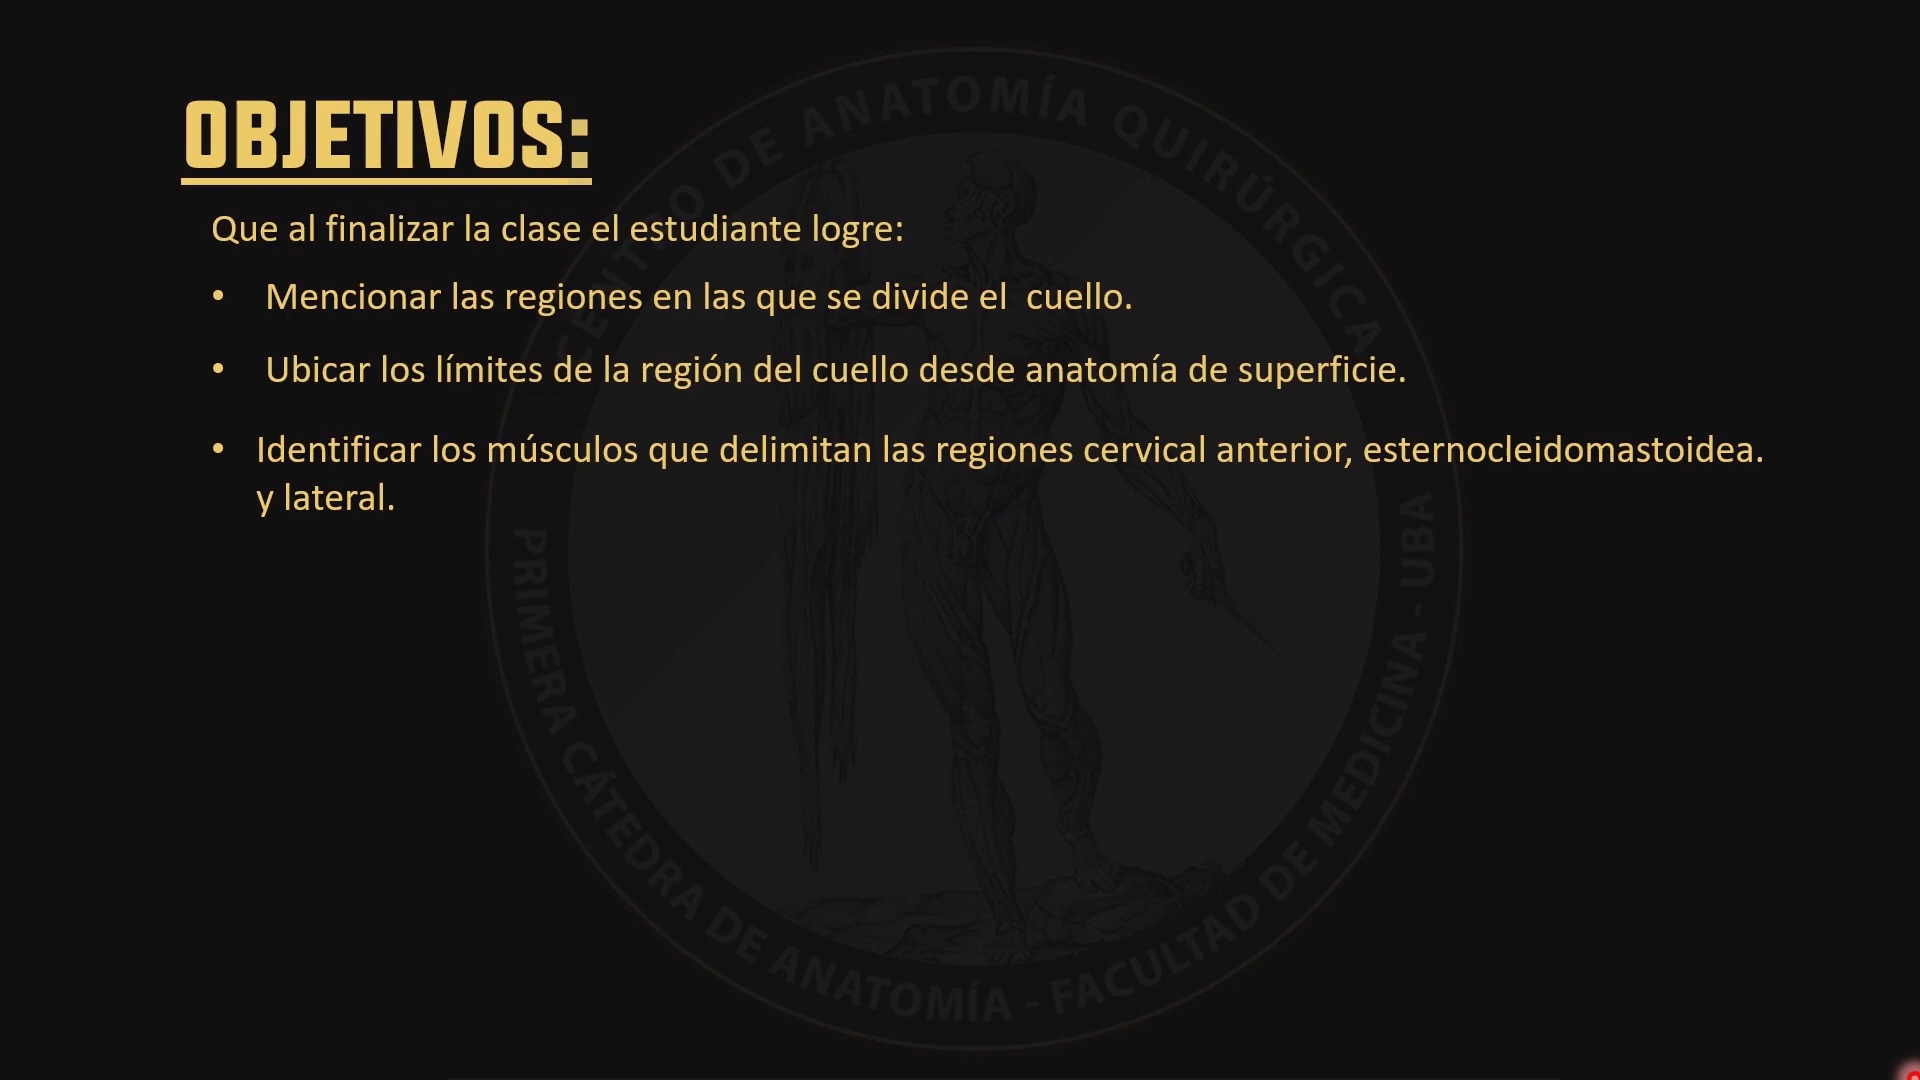 CENTRO DE ANATOMÍA QUIRÚRGICA
OBJETIVOS:
Que al finalizar la clase el estudiante logre:
• Mencionar las regiones en las que se divide el  cuello.
• Ubicar los límites de la región del cuello desde anatomía de superficie.
• Identificar los músculos que delimitan las regiones cervical anterior, esternocleidomastoidea.
y lateral.
PRIMERA CÁTEDRA DE ANATOMÍA - FACULTAD DE MEDICINA - UBA